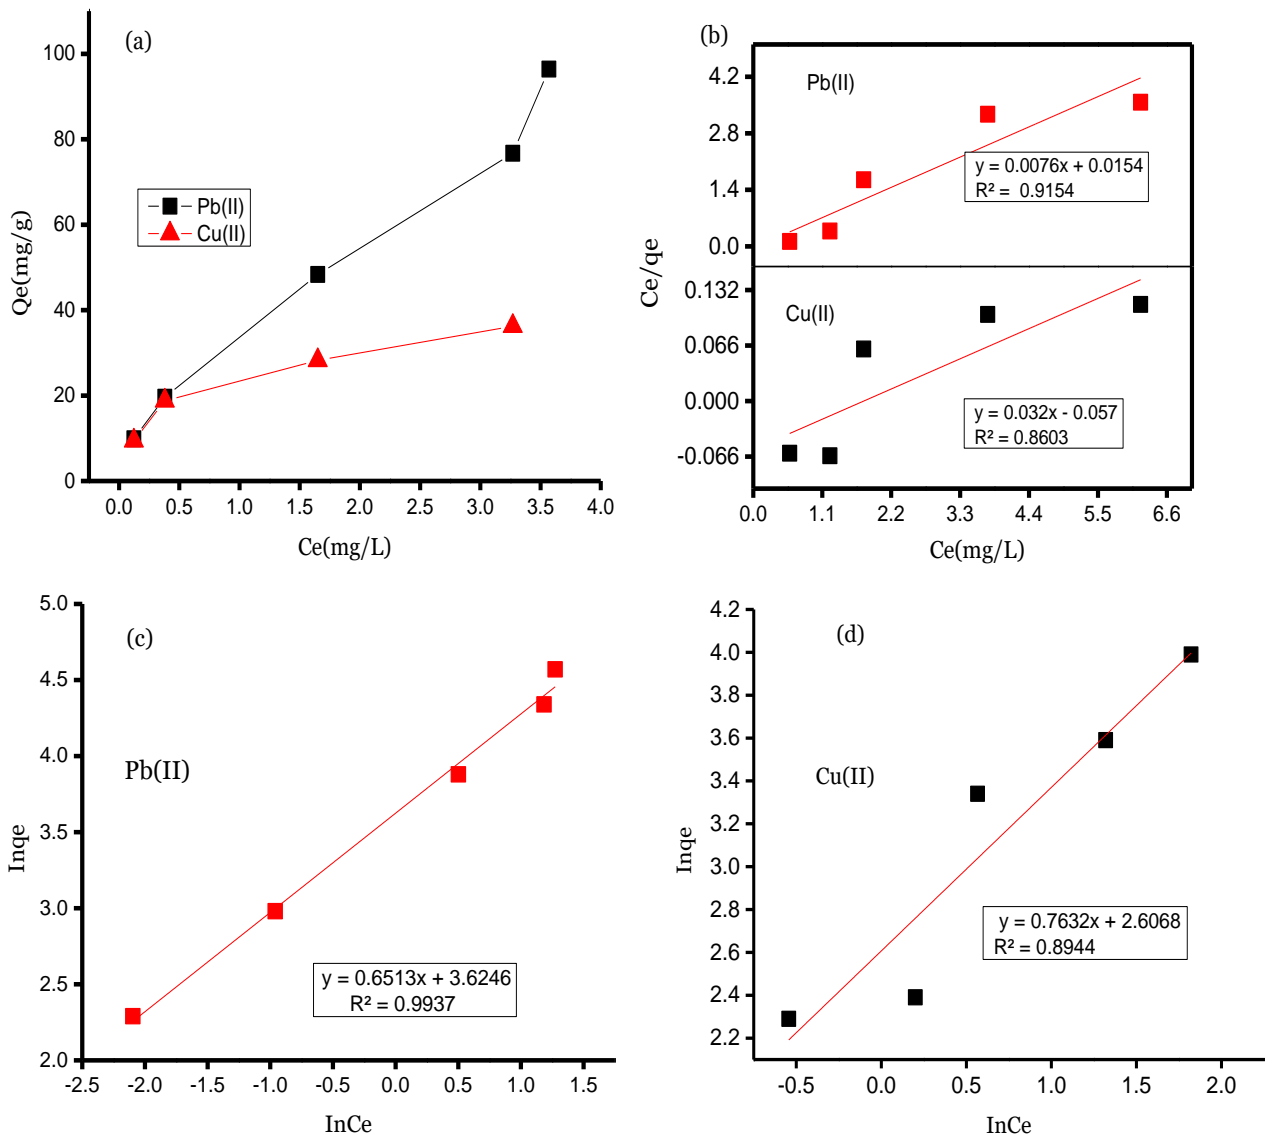 (a)
100
80
60
40
20
0
Qe(mg/g)
Pb(II)
Cu(II)
0.0 0.5 1.0 1.5 2.0 2.5 3.0 3.5 4.0
Ce(mg/L)
(b)
Pb(II)
4.2
2.8
1.4
0.0
y = 0.0076x + 0.0154
R² = 0.9154
Ce/qe
Cu(II)
0.132
0.066
0.000
-0.066
y = 0.032x - 0.057
R² = 0.8603
0.0 1.1 2.2 3.3 4.4 5.5 6.6
Ce(mg/L)
(c)
5.0
4.5
4.0
3.5
3.0
2.5
2.0
Pb(II)
Inqe
y = 0.6513x + 3.6246
R² = 0.9937
-2.5 -2.0 -1.5 -1.0 -0.5 0.0 0.5 1.0 1.5
InCe
(d)
4.2
4.0
3.8
3.6
3.4
3.2
3.0
2.8
2.6
2.4
2.2
Cu(II)
Inqe
y = 0.7632x + 2.6068
R² = 0.8944
-0.5 0.0 0.5 1.0 1.5 2.0
InCe